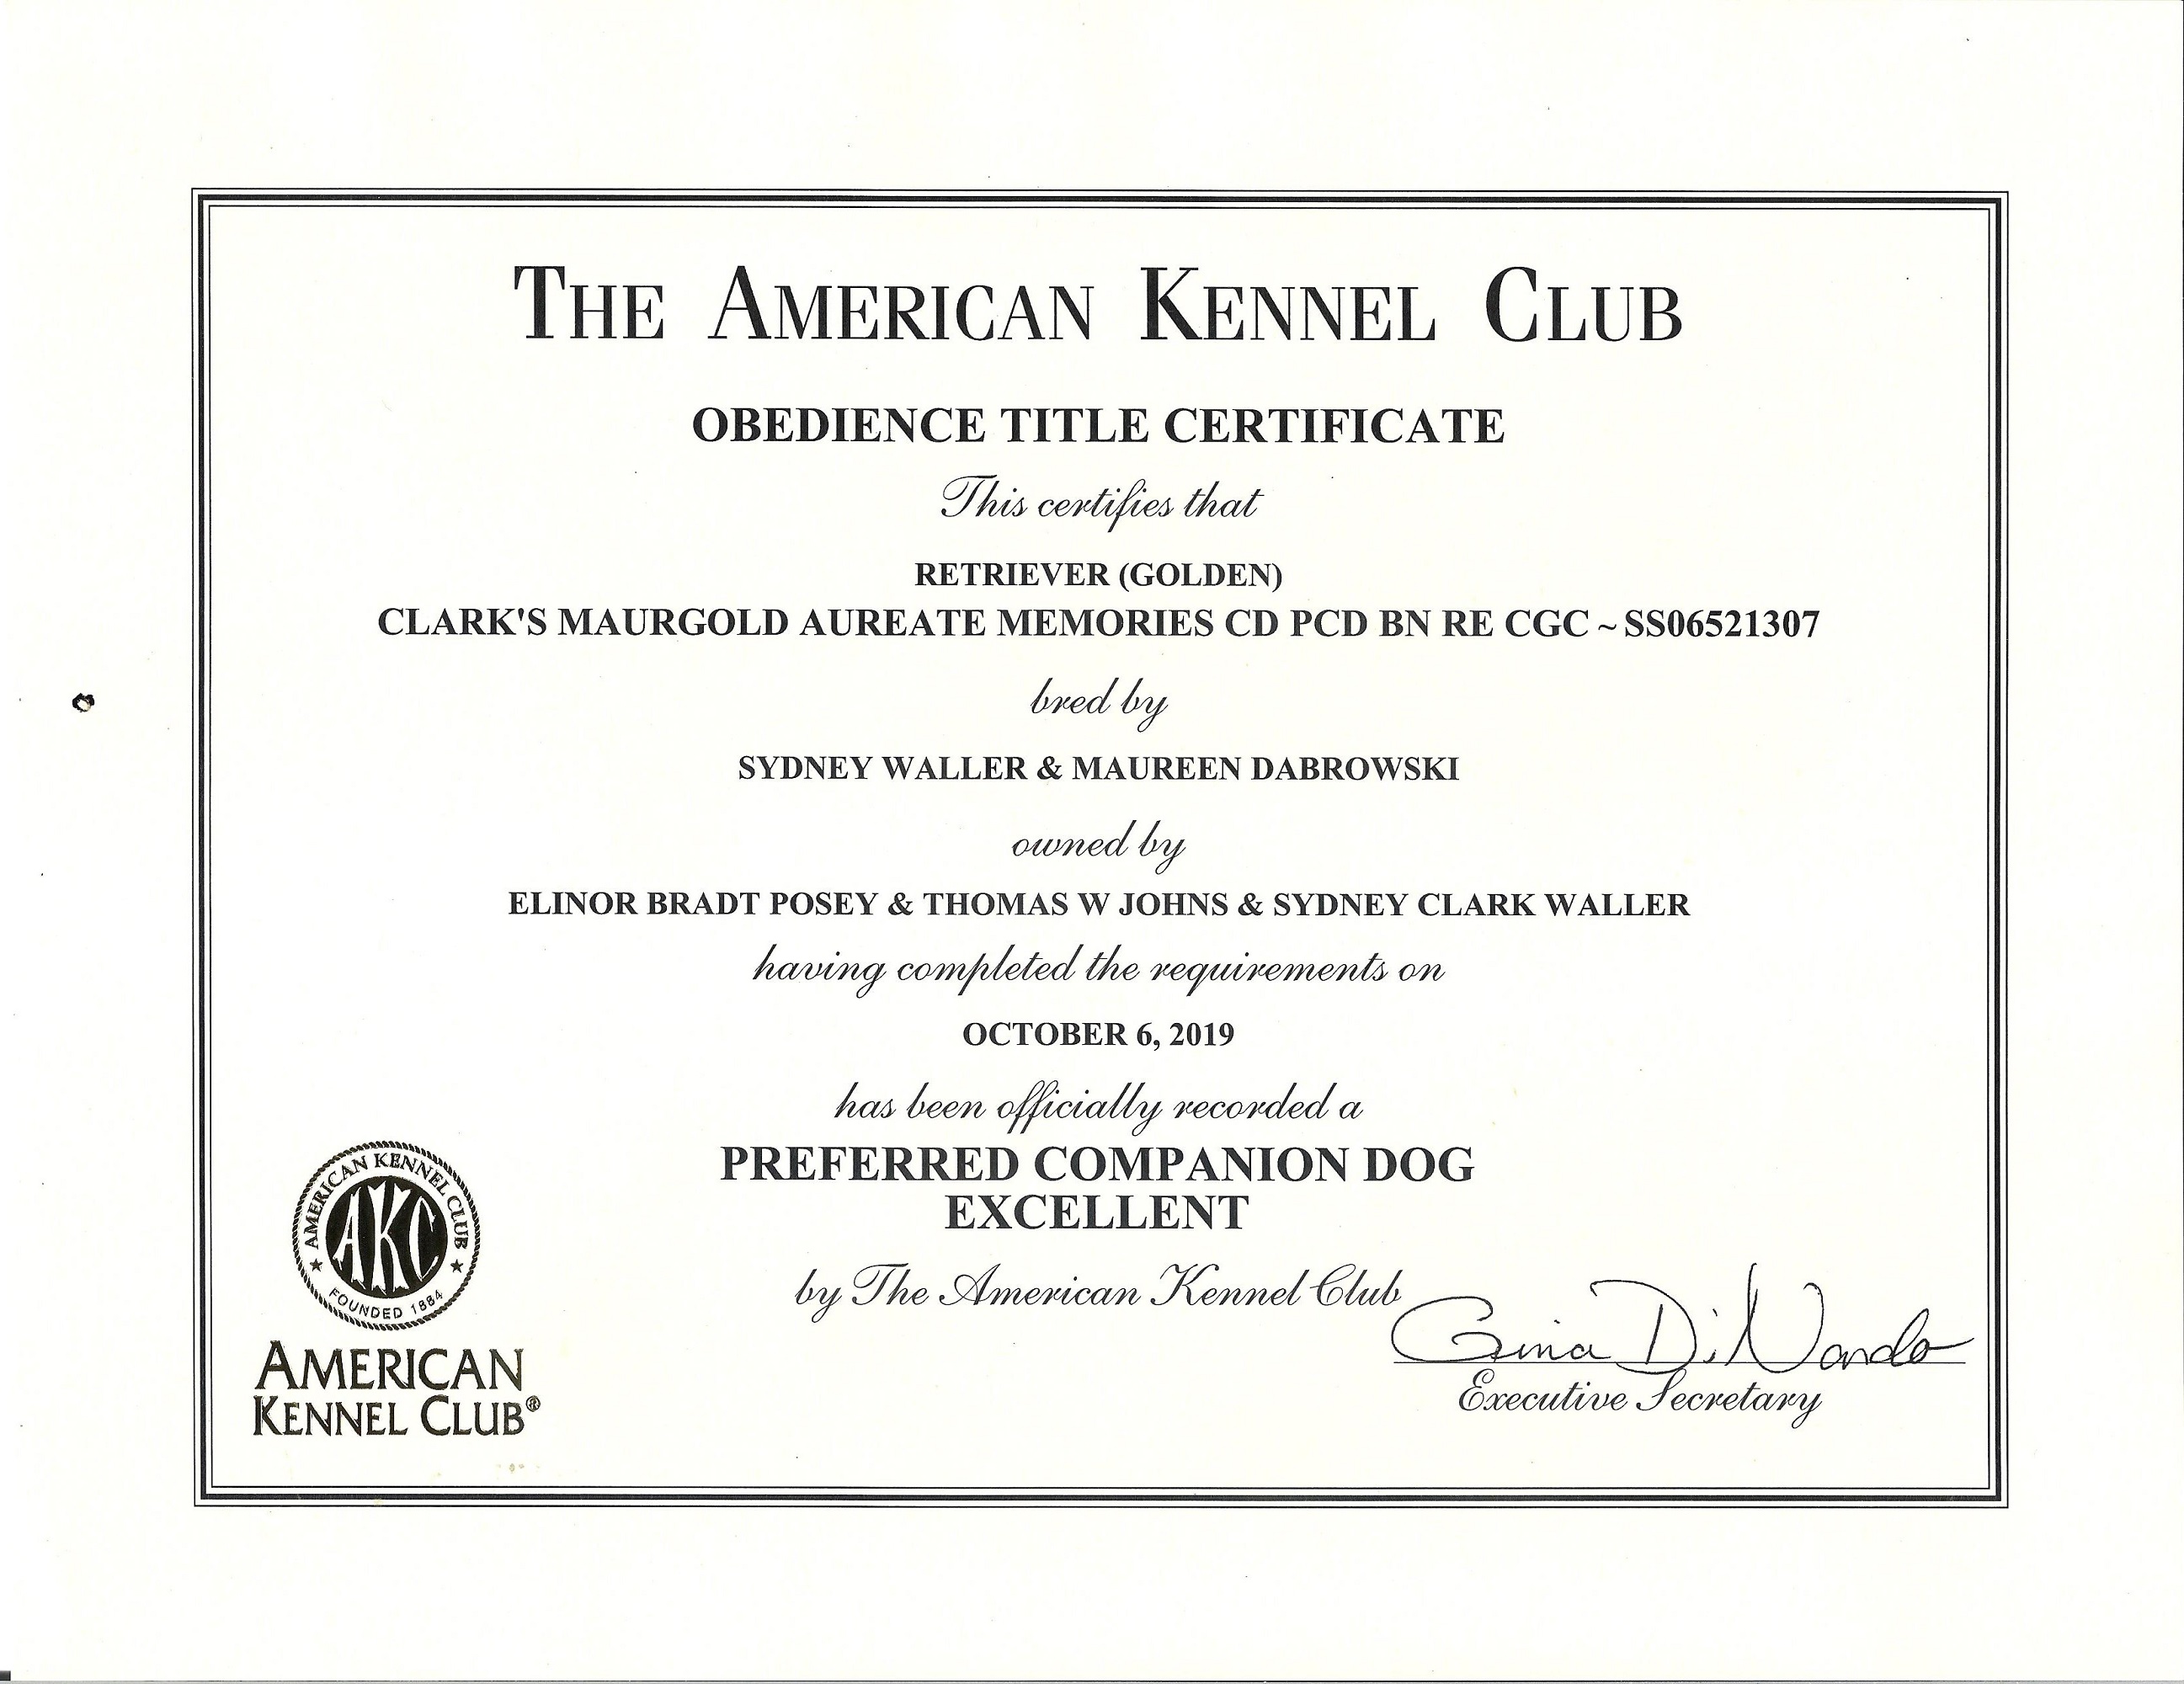 THE AMERICAN KENNEL CLUB
OBEDIENCE TITLE CERTIFICATE
This certifies that
RETRIEVER (GOLDEN)
CLARK'S MAURGOLD AUREATE MEMORIES CD PCD BN RE CGC ~ SS06521307
bred by
SYDNEY WALLER & MAUREEN DABROWSKI
owned by
ELINOR BRADT POSEY & THOMAS W JOHNS & SYDNEY CLARK WALLER
having completed the requirements on
OCTOBER 6, 2019
has been officially recorded a
PREFERRED COMPANION DOG
EXCELLENT
by The American Kennel Club
Gina DiNardo
Executive Secretary
AMERICAN KENNEL CLUB
AKC
FOUNDED 1884
AMERICAN
KENNEL CLUB®